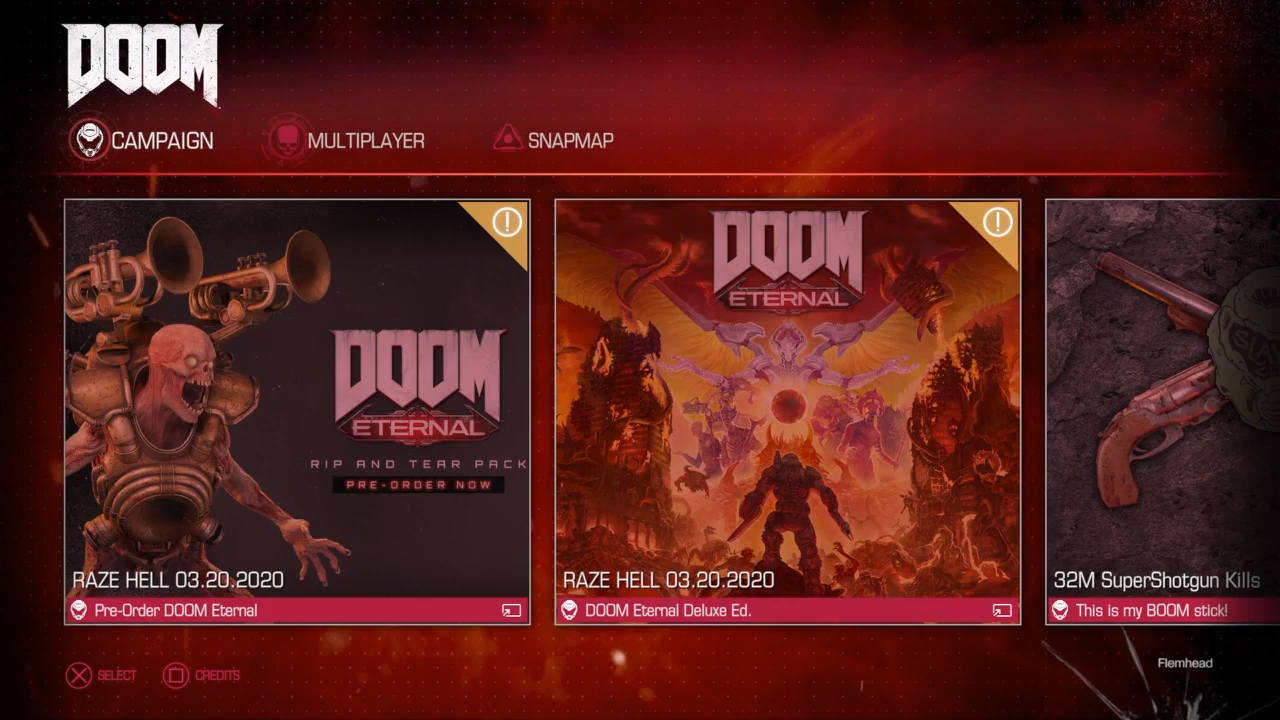 DOOM
CAMPAIGN
MULTIPLAYER
SNAPMAP
DOOM
ETERNAL
RIP AND TEAR PACK
PRE-ORDER NOW
RAZE HELL 03.20.2020
Pre-Order DOOM Eternal
DOOM
ETERNAL
RAZE HELL 03.20.2020
DOOM Eternal Deluxe Ed.
32M SuperShotgun Kills
This is my BOOM stick!
SELECT
CREDITS
Flemhead